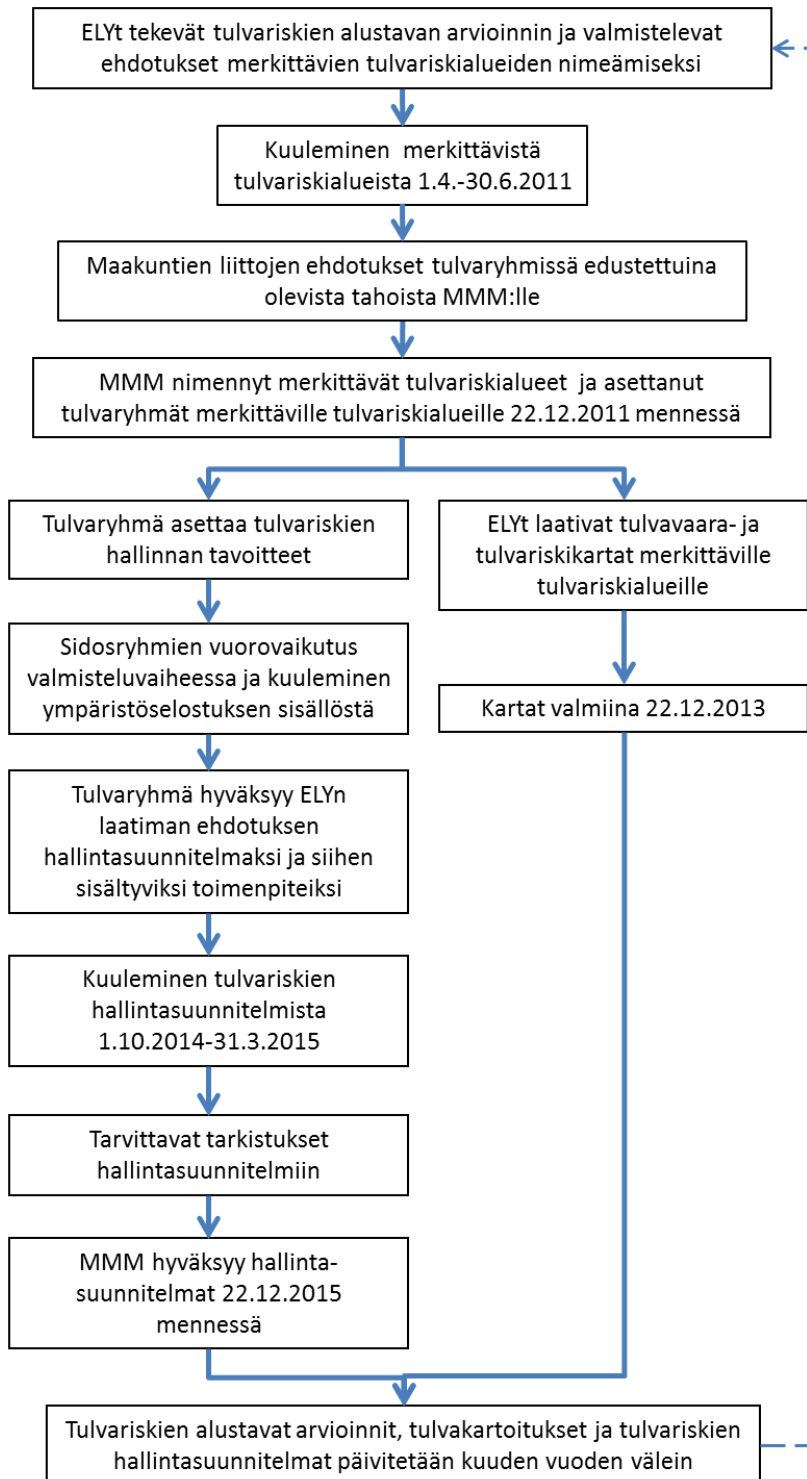 ELYt tekevät tulvariskien alustavan arvioinnin ja valmistelevat
ehdotukset merkittävien tulvariskialueiden nimeämiseksi
Kuuleminen merkittävistä
tulvariskialueista 1.4.-30.6.2011
Maakuntien liittojen ehdotukset tulvaryhmissä edustettuina
olevista tahoista MMM:lle
MMM nimennyt merkittävät tulvariskialueet ja asettanut
tulvaryhmät merkittäville tulvariskialueille 22.12.2011 mennessä
Tulvaryhmä asettaa tulvariskien
hallinnan tavoitteet
Sidosryhmien vuorovaikutus
valmisteluvaiheessa ja kuuleminen
ympäristöselostuksen sisällöstä
Tulvaryhmä hyväksyy ELYn
laatiman ehdotuksen
hallintasuunnitelmaksi ja siihen
sisältyviksi toimenpiteiksi
Kuuleminen tulvariskien
hallintasuunnitelmista
1.10.2014-31.3.2015
Tarvittavat tarkistukset
hallintasuunnitelmiin
MMM hyväksyy hallinta-
suunnitelmat 22.12.2015
mennessä
ELYt laativat tulvavaara- ja
tulvariskikartat merkittäville
tulvariskialueille
Kartat valmiina 22.12.2013
Tulvariskien alustavat arvioinnit, tulvakartoitukset ja tulvariskien
hallintasuunnitelmat päivitetään kuuden vuoden välein